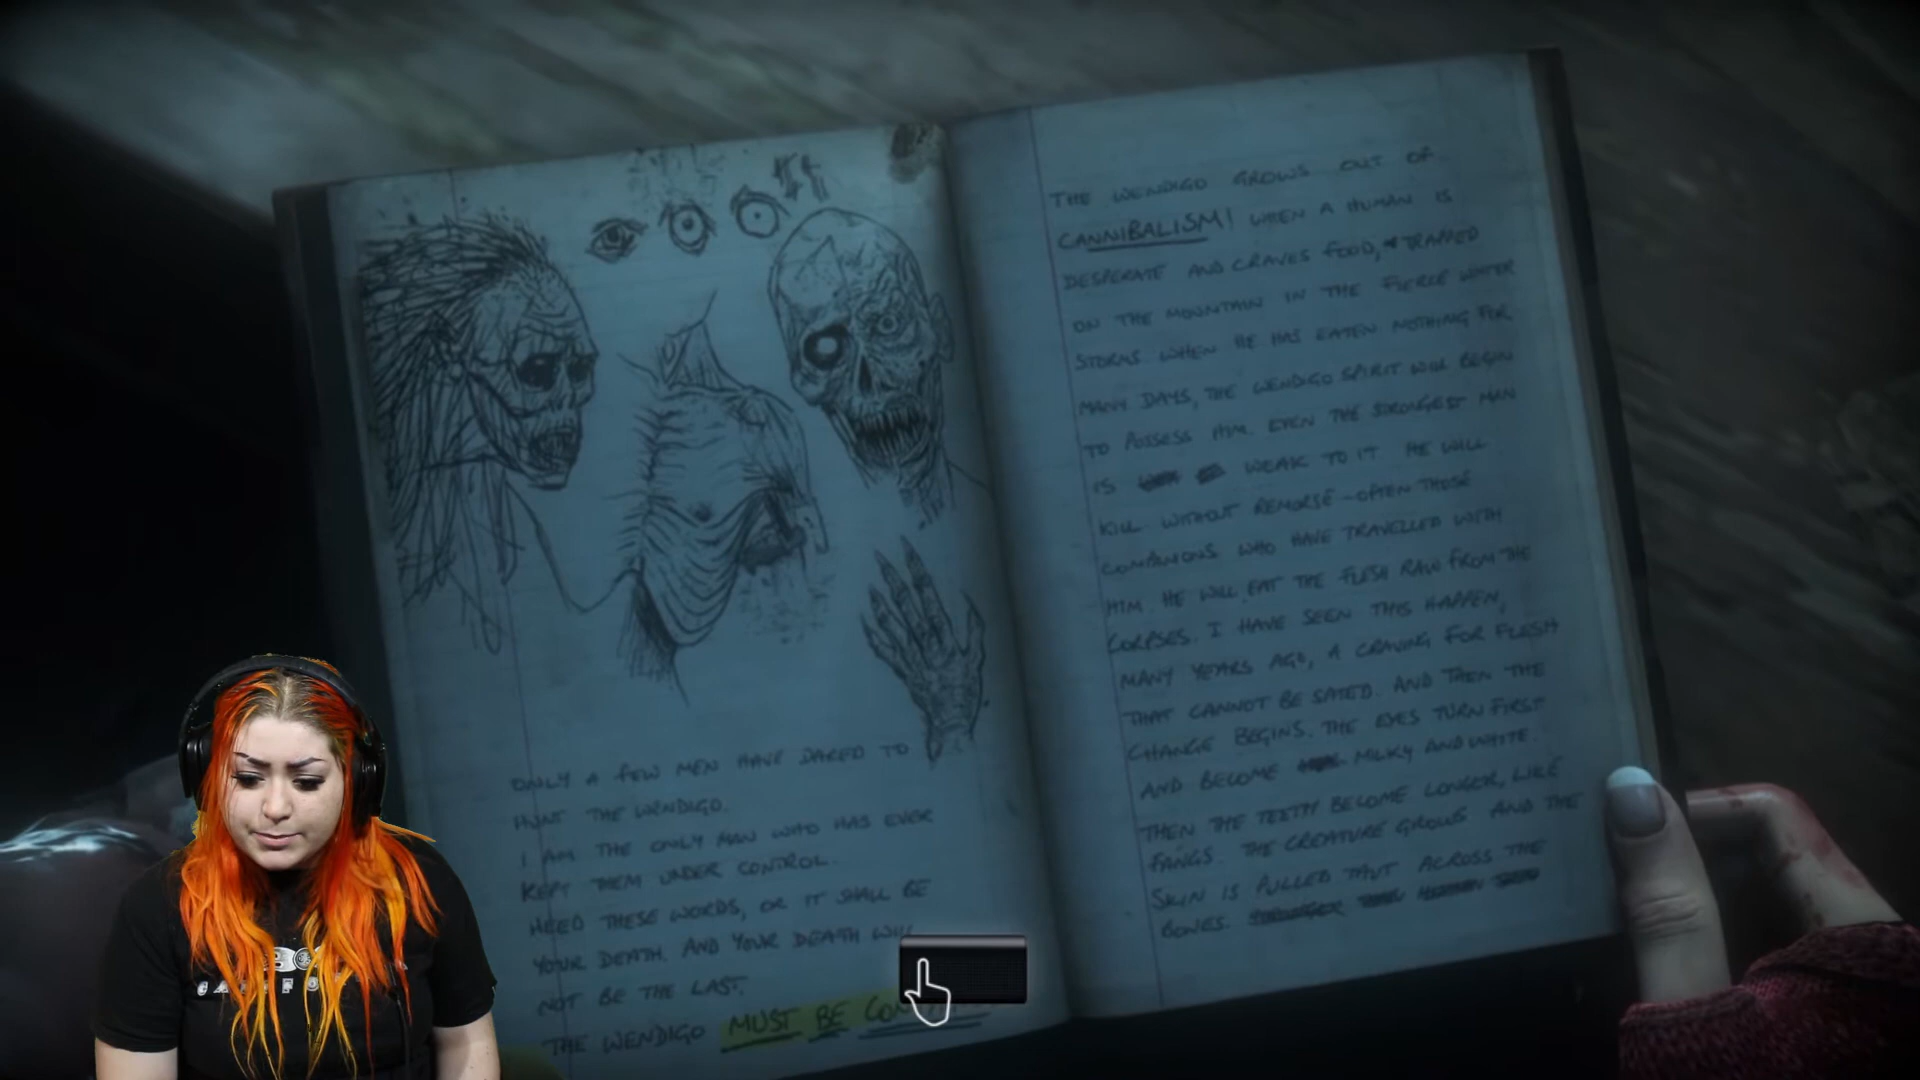 ONLY A FEW MEN HAVE DARED TO
HUNT THE WENDIGO.
I AM THE ONLY MAN WHO HAS EVER
KEPT THEM UNDER CONTROL.
HEED THESE WORDS, OR IT SHALL BE
YOUR DEATH. AND YOUR DEATH WILL
NOT BE THE LAST.
THE WENDIGO MUST BE
THE WENDIGO GROWS OUT OF
CANNIBALISM! WHEN A HUMAN IS
DESPERATE AND CRAVES FOOD, TRAPPED
ON THE MOUNTAIN IN THE FIERCE WINTER
STORMS. WHEN HE HAS EATEN NOTHING FOR
MANY DAYS, THE WENDIGO SPIRIT WILL BEGIN
TO POSSESS HIM. EVEN THE STRONGEST MAN
IS WEAK TO IT HE WILL
KILL WITHOUT REMORSE - OFTEN THOSE
COMPANIONS WHO HAVE TRAVELLED WITH
HIM. HE WILL EAT THE FLESH RAW FROM THE
CORPSES. I HAVE SEEN THIS HAPPEN,
MANY YEARS AGO, A CRAVING FOR FLESH
THAT CANNOT BE SATED. AND THEN THE
CHANGE BEGINS. THE EYES TURN FIRST
AND BECOME MILKY AND WHITE.
THEN THE TEETH BECOME LONGER, LIKE
FANGS. THE CREATURE GROWS AND THE
SKIN IS PULLED TAUT ACROSS THE
BONES.